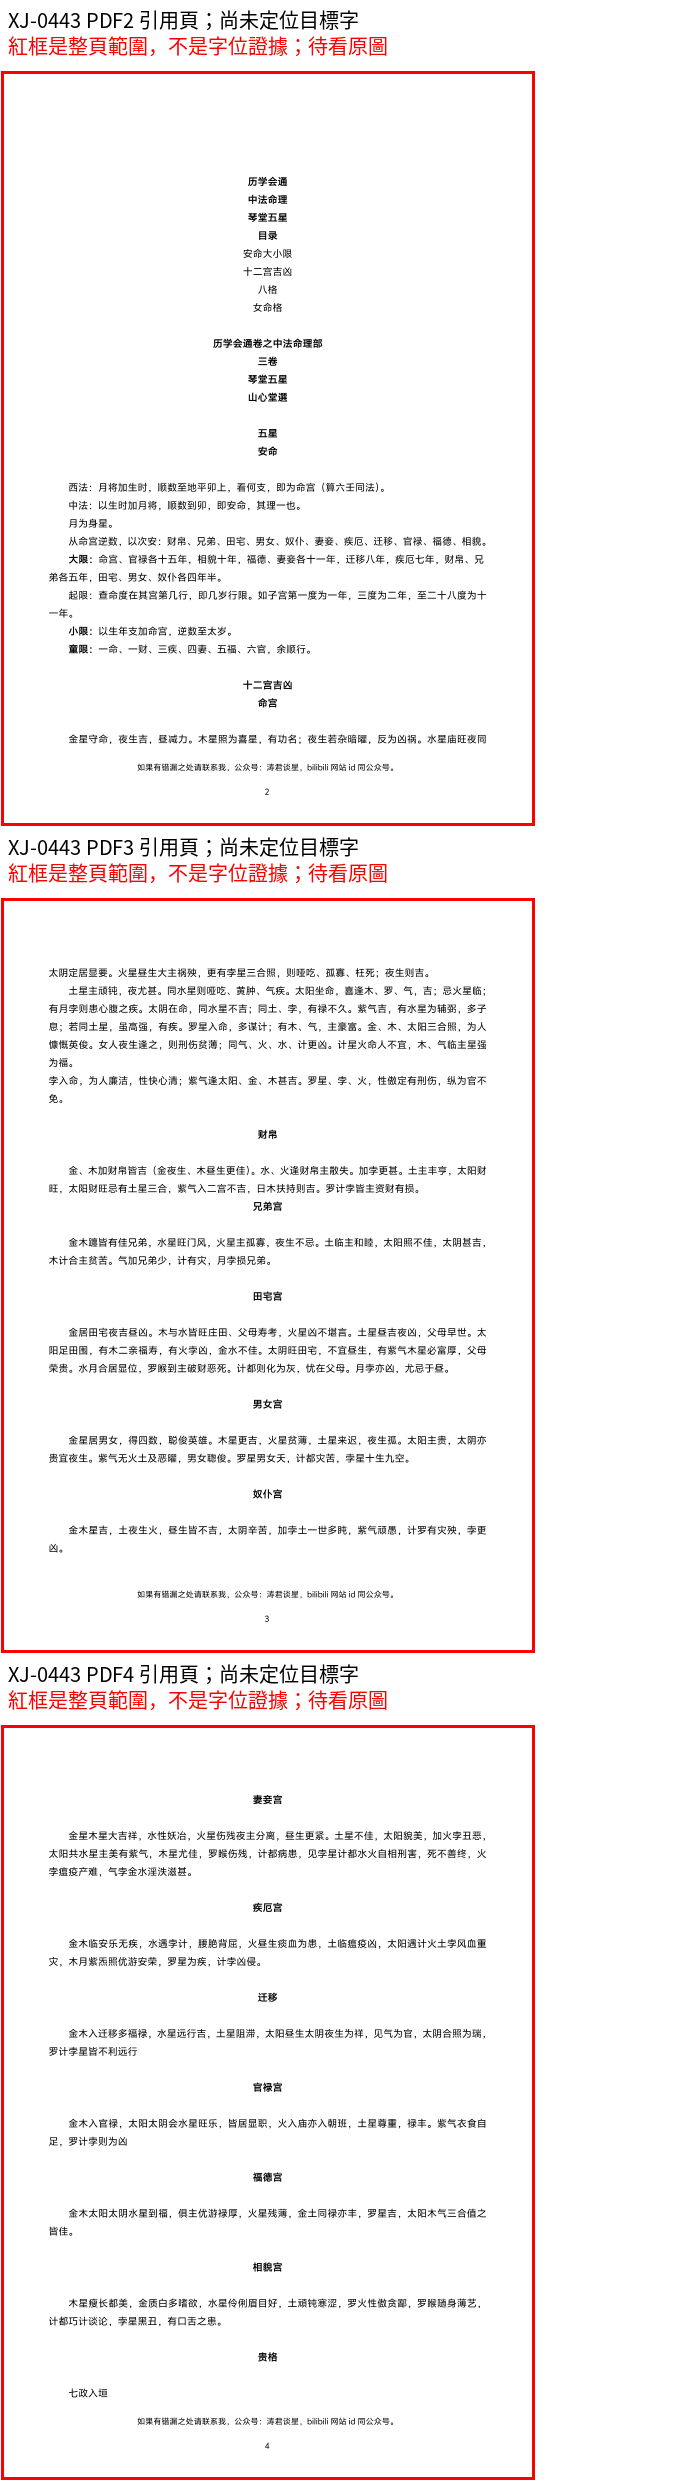 XJ-0443 PDF2 引用頁；尚未定位目標字
紅框是整頁範圍，不是字位證據；待看原圖
历学会通
中法命理
琴堂五星
目录
安命大小限
十二宫吉凶
八格
女命格
历学会通卷之中法命理部
三卷
琴堂五星
山心堂選
五星
安命
西法：月将加生时，顺数至地平卯上，看何支，即为命宫（算六壬同法）。
中法：以生时加月将，顺数到卯，即安命，其理一也。
月为身星。
从命宫逆数，以次安：财帛、兄弟、田宅、男女、奴仆、妻妾、疾厄、迁移、官禄、福德、相貌。
大限：命宫、官禄各十五年，相貌十年，福德、妻妾各十一年，迁移八年，疾厄七年，财帛、兄
弟各五年，田宅、男女、奴仆各四年半。
起限：查命度在其宫第几行，即几岁行限。如子宫第一度为一年，三度为二年，至二十八度为十
一年。
小限：以生年支加命宫，逆数至太岁。
童限：一命、一财、三疾、四妻、五福、六官，余顺行。
十二宫吉凶
命宫
金星守命，夜生吉，昼减力。木星照为喜星，有功名；夜生若杂暗曜，反为凶祸。水星庙旺夜同
如果有错漏之处请联系我，公众号：涛君谈星，bilibili 网站 id 同公众号。
2
XJ-0443 PDF3 引用頁；尚未定位目標字
紅框是整頁範圍，不是字位證據；待看原圖
太阴定居显要。火星昼生大主祸殃，更有孛星三合照，则哑吃、孤寡、枉死；夜生则吉。
土星主顽钝，夜尤甚。同水星则哑吃、黄肿、气疾。太阳坐命，喜逢木、罗、气，吉；忌火星临；
有月孛则患心腹之疾。太阴在命，同水星不吉；同土、孛，有禄不久。紫气吉，有水星为辅弼，多子
息；若同土星，虽高强，有疾。罗星入命，多谋计；有木、气，主豪富。金、木、太阳三合照，为人
慷慨英俊。女人夜生逢之，则刑伤贫薄；同气、火、水、计更凶。计星火命人不宜，木、气临主星强
为福。
孛入命，为人廉洁，性快心清；紫气逢太阳、金、木甚吉。罗星、孛、火，性傲定有刑伤，纵为官不
免。
财帛
金、木加财帛皆吉（金夜生、木昼生更佳）。水、火逢财帛主散失。加孛更甚。土主丰亨，太阳财
旺，太阳财旺忌有土星三合，紫气入二宫不吉，日木扶持则吉。罗计孛皆主资财有损。
兄弟宫
金木躔皆有佳兄弟，水星旺门风，火星主孤寡，夜生不忌。土临主和睦，太阳照不佳，太阴甚吉，
木计合主贫苦。气加兄弟少，计有灾，月孛损兄弟。
田宅宫
金居田宅夜吉昼凶。木与水皆旺庄田、父母寿考，火星凶不堪言。土星昼吉夜凶，父母早世。太
阳足田围，有木二亲福寿，有火孛凶，金水不佳。太阴旺田宅，不宜昼生，有紫气木星必富厚，父母
荣贵。水月合居显位，罗睺到主破财恶死。计都则化为灰，忧在父母。月孛亦凶，尤忌于昼。
男女宫
金星居男女，得四数，聪俊英雄。木星更吉，火星贫薄，土星来迟，夜生孤。太阳主贵，太阴亦
贵宜夜生。紫气无火土及恶曜，男女聪俊。罗星男女夭，计都灾苦，孛星十生九空。
奴仆宫
金木星吉，土夜生火，昼生皆不吉，太阴辛苦，加孛土一世多盹，紫气顽愚，计罗有灾殃，孛更
凶。
如果有错漏之处请联系我，公众号：涛君谈星，bilibili 网站 id 同公众号。
3
XJ-0443 PDF4 引用頁；尚未定位目標字
紅框是整頁範圍，不是字位證據；待看原圖
妻妾宫
金星木星大吉祥，水性妖冶，火星伤残夜主分离，昼生更紧。土星不佳，太阳貌美，加火孛丑恶，
太阳共水星主美有紫气，木星尤佳，罗睺伤残，计都病患，见孛星计都水火自相刑害，死不善终，火
孛瘟疫产难，气孛金水淫泆滋甚。
疾厄宫
金木临安乐无疾，水遇孛计，腰脆背屈，火昼生痰血为患，土临瘟疫凶，太阳遇计火土孛风血重
灾，木月紫炁照优游安荣，罗星为疾，计孛凶侵。
迁移
金木入迁移多福禄，水星远行吉，土星阻滞，太阳昼生太阴夜生为祥，见气为官，太阴合照为瑞，
罗计孛星皆不利远行
官禄宫
金木入官禄，太阳太阴会水星旺乐，皆居显职，火入庙亦入朝班，土星尊重，禄丰。紫气衣食自
足，罗计孛则为凶
福德宫
金木太阳太阴水星到福，俱主优游禄厚，火星残薄，金土同禄亦丰，罗星吉，太阳木气三合值之
皆佳。
相貌宫
木星瘦长都美，金质白多嗜欲，水星伶俐眉目好，土顽钝寒涩，罗火性傲贪鄙，罗睺随身薄艺，
计都巧计谈论，孛星黑丑，有口舌之患。
贵格
七政入垣
如果有错漏之处请联系我，公众号：涛君谈星，bilibili 网站 id 同公众号。
4